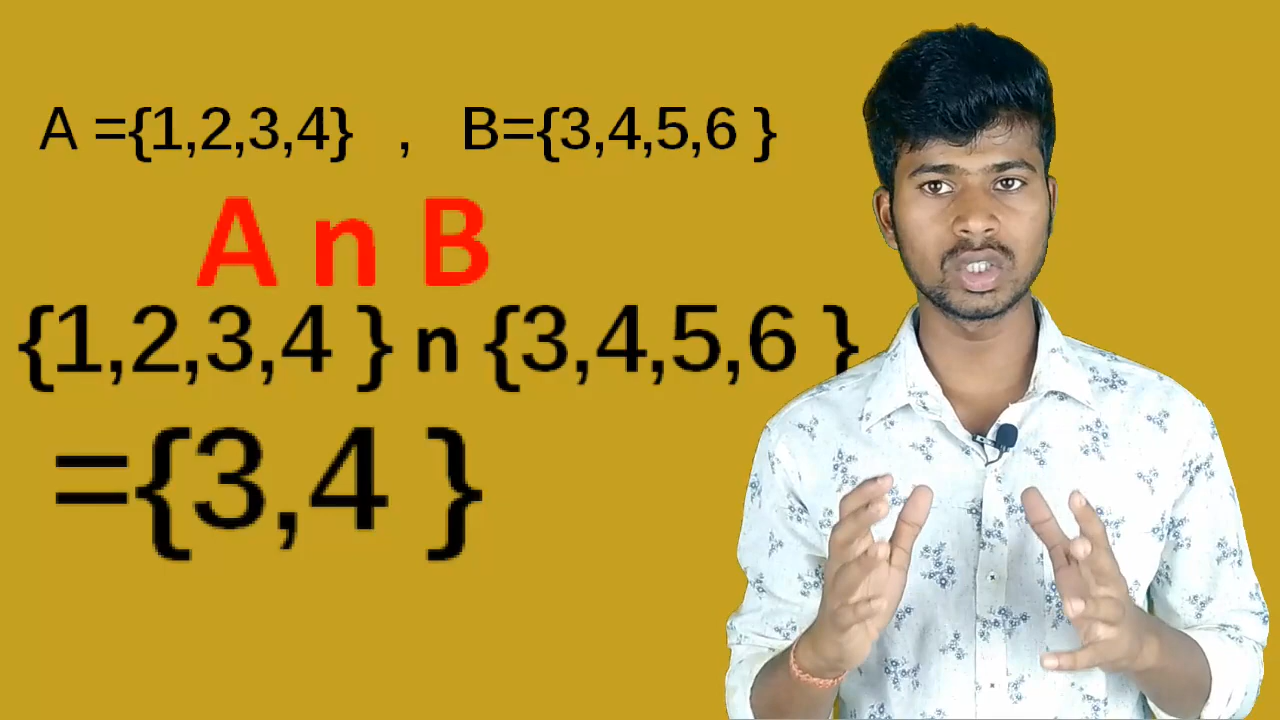 A ={1,2,3,4} , B={3,4,5,6 }
A n B
{1,2,3,4 } n {3,4,5,6 }
={3,4 }